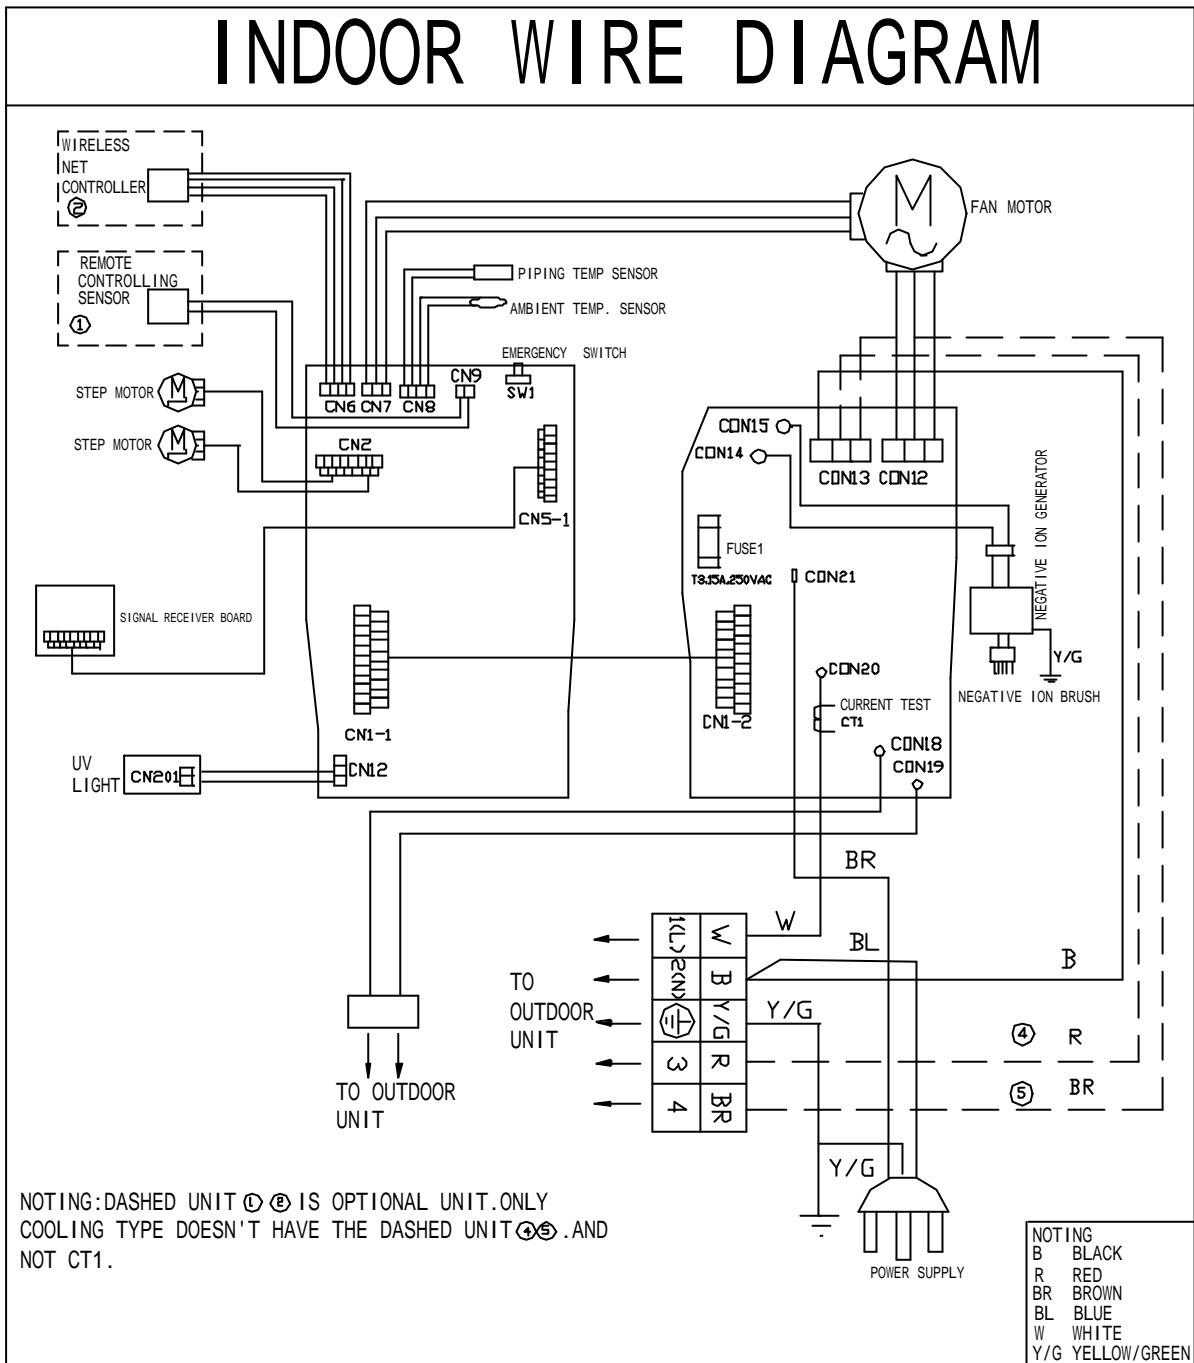 INDOOR WIRE DIAGRAM
WIRELESS
NET
CONTROLLER
②
REMOTE
CONTROLLING
SENSOR
①
FAN MOTOR
M
PIPING TEMP SENSOR
AMBIENT TEMP. SENSOR
EMERGENCY SWITCH
SW1
CN9
CN6
CN7
CN8
STEP MOTOR
M
STEP MOTOR
M
CN2
CN5-1
CON15
CON14
CON13
CON12
FUSE1
T3.15A.250VAC
CON21
NEGATIVE ION GENERATOR
Y/G
NEGATIVE ION BRUSH
SIGNAL RECEIVER BOARD
CN1-1
CN1-2
CON20
CURRENT TEST
CT1
CON18
CON19
UV
LIGHT
CN201
CN12
BR
W
BL
B
Y/G
1(L) W
2(N) B
Y/G
3 R
4 BR
TO
OUTDOOR
UNIT
④ R
⑤ BR
TO OUTDOOR
UNIT
Y/G
POWER SUPPLY
NOTING:DASHED UNIT ① ② IS OPTIONAL UNIT.ONLY
COOLING TYPE DOESN'T HAVE THE DASHED UNIT④⑤.AND
NOT CT1.
NOTING
B BLACK
R RED
BR BROWN
BL BLUE
W WHITE
Y/G YELLOW/GREEN